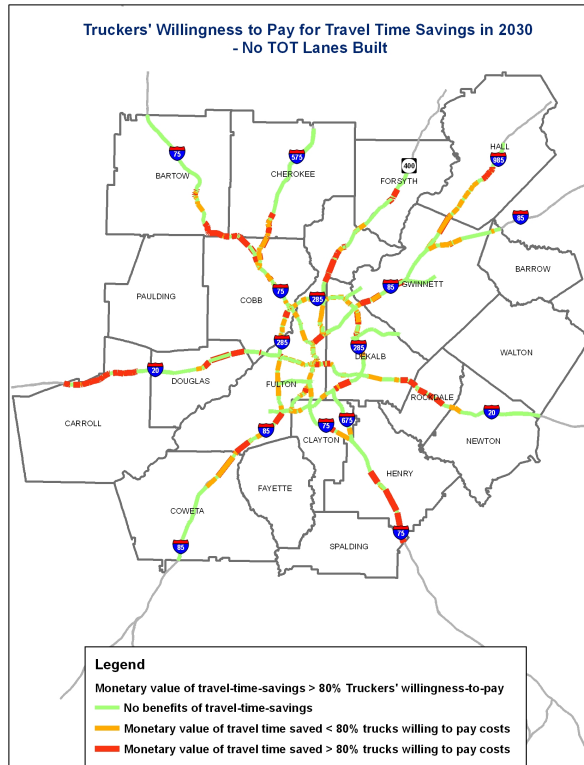 Truckers' Willingness to Pay for Travel Time Savings in 2030
- No TOT Lanes Built
HALL
985
75
575
400
BARTOW
CHEROKEE
FORSYTH
85
BARROW
85
GWINNETT
75
285
COBB
PAULDING
285
285
DEKALB
WALTON
20
DOUGLAS
FULTON
ROCKDALE
20
CARROLL
85
75
675
CLAYTON
NEWTON
HENRY
FAYETTE
COWETA
75
85
SPALDING
Legend
Monetary value of travel-time-savings > 80% Truckers' willingness-to-pay
No benefits of travel-time-savings
Monetary value of travel time saved < 80% trucks willing to pay costs
Monetary value of travel time saved > 80% trucks willing to pay costs